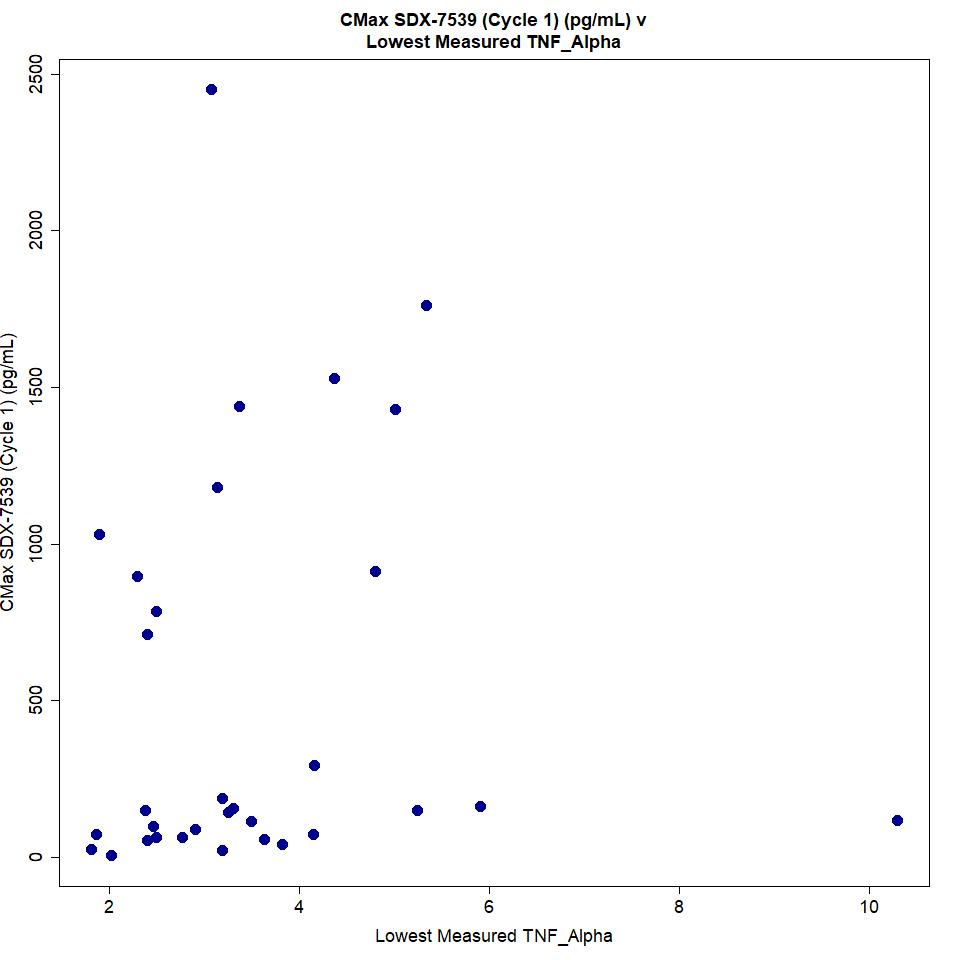 CMax SDX-7539 (Cycle 1) (pg/mL) v
Lowest Measured TNF_Alpha
2500
2000
1500
1000
500
0
CMax SDX-7539 (Cycle 1) (pg/mL)
2 4 6 8 10
Lowest Measured TNF_Alpha